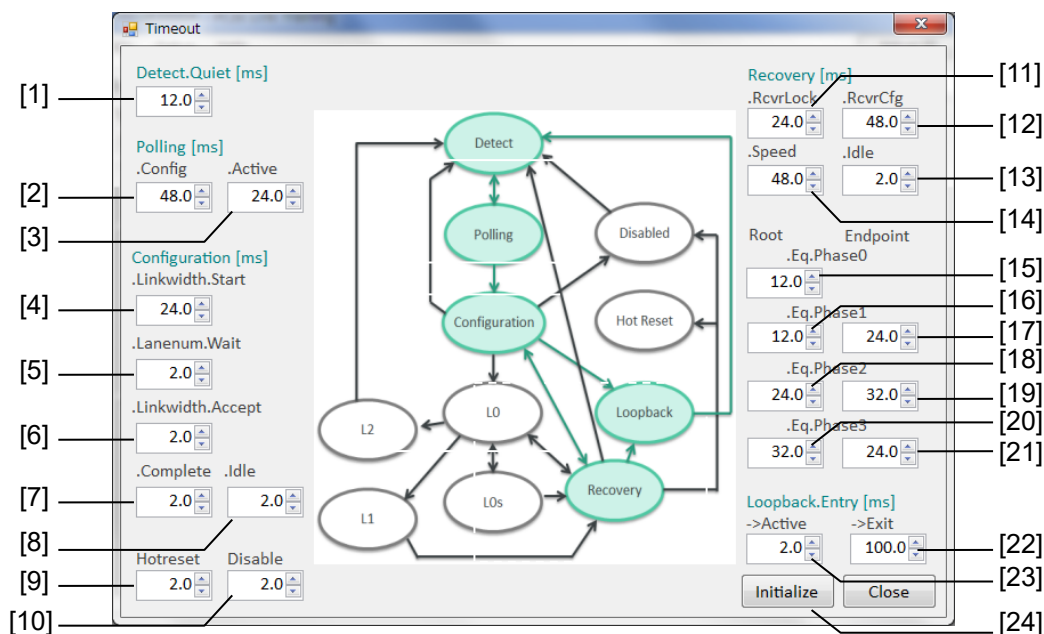 Timeout
Detect.Quiet [ms]
[1]
12.0
Polling [ms]
.Config .Active
[2]
48.0 24.0
[3]
Configuration [ms]
.Linkwidth.Start
[4]
24.0
.Lanenum.Wait
[5]
2.0
.Linkwidth.Accept
[6]
2.0
.Complete .Idle
[7]
2.0 2.0
[8]
Hotreset Disable
[9]
2.0 2.0
[10]
Detect
Polling
Disabled
Configuration
Hot Reset
L0
Loopback
L2
Recovery
L0s
L1
Recovery [ms]
[11]
.RcvrLock .RcvrCfg
24.0 48.0
[12]
.Speed .Idle
48.0 2.0
[13]
[14]
Root Endpoint
.Eq.Phase0
[15]
12.0
[16]
.Eq.Phase1
12.0 24.0
[17]
[18]
.Eq.Phase2
24.0 32.0
[19]
[20]
.Eq.Phase3
32.0 24.0
[21]
Loopback.Entry [ms]
->Active ->Exit
2.0 100.0
[22]
[23]
Initialize Close
[24]